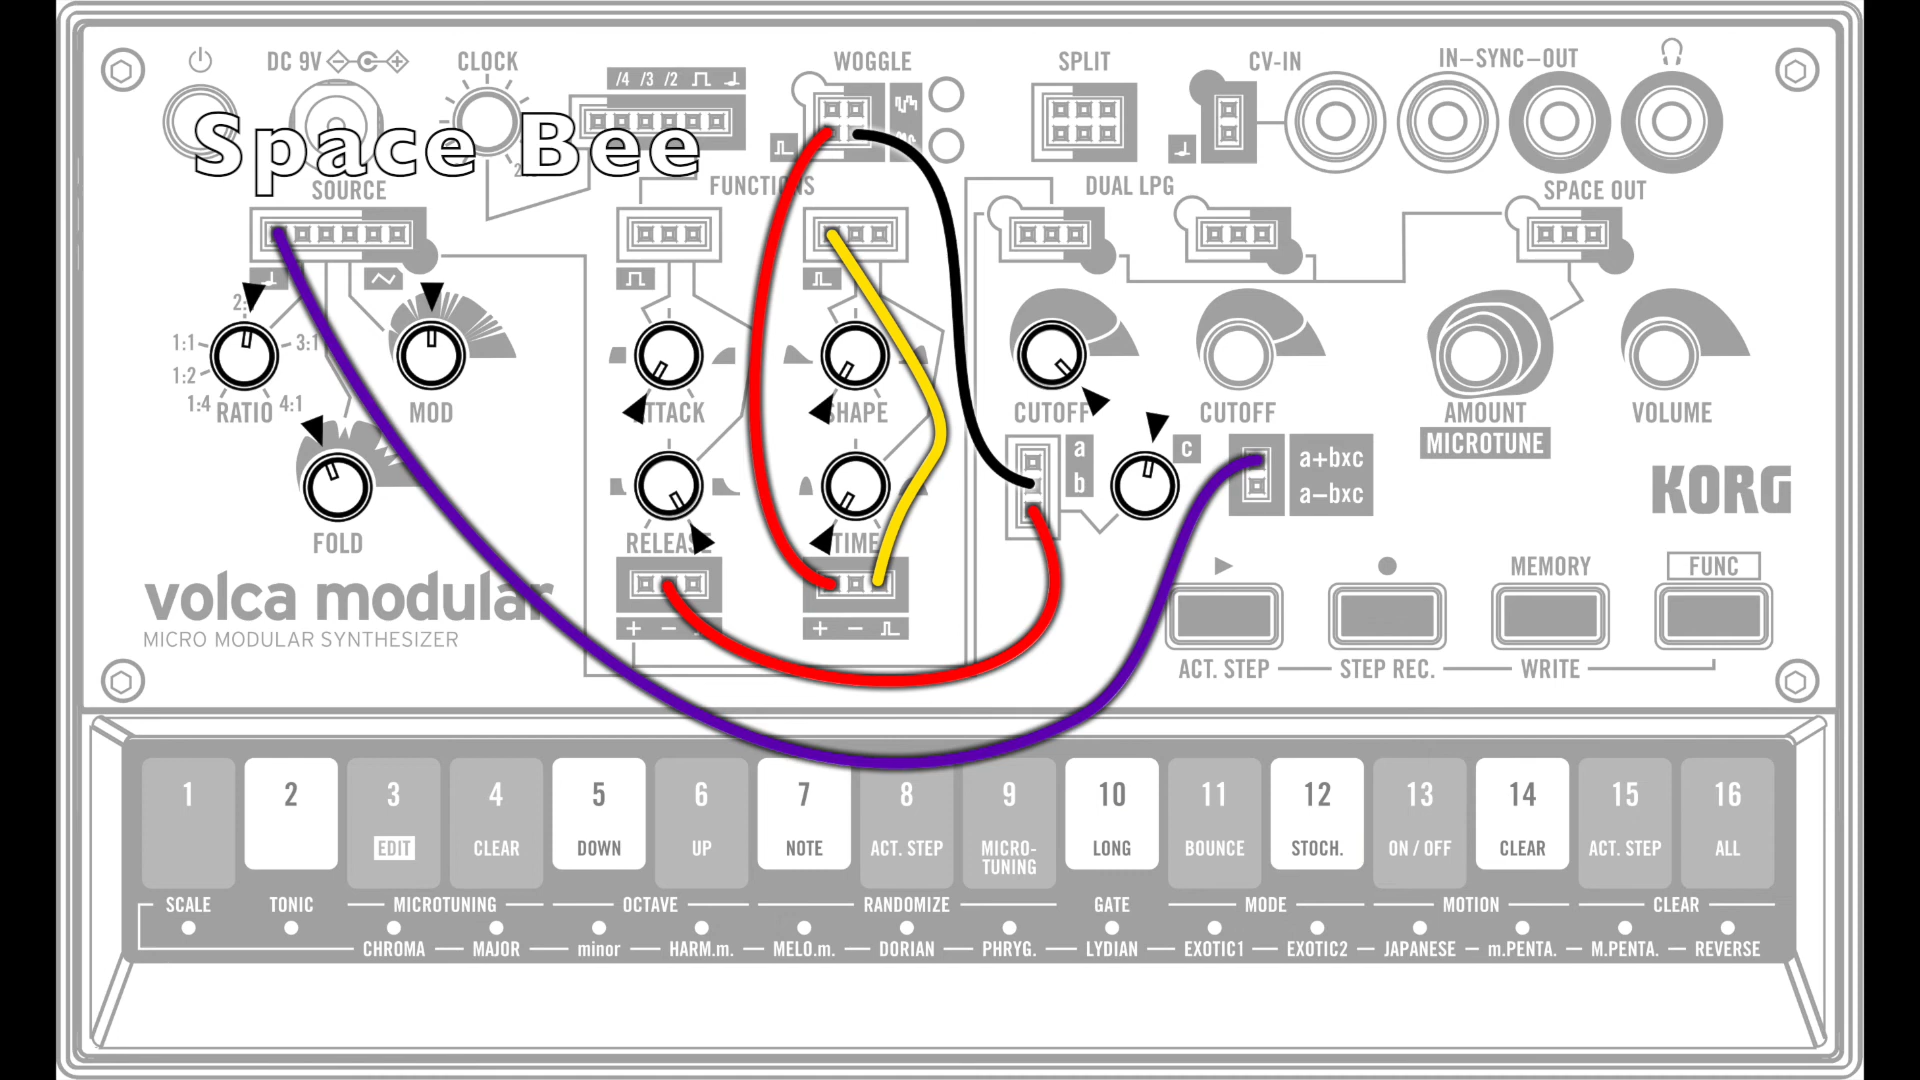 DC 9V
CLOCK
/4 /3 /2
WOGGLE
SPLIT
CV-IN
IN–SYNC–OUT
Space Bee
SOURCE
FUNCTIONS
DUAL LPG
SPACE OUT
2:
1:1
3:1
1:2
1:4
RATIO
4:1
MOD
SHAPE
CUTOFF
CUTOFF
AMOUNT
MICROTUNE
VOLUME
a
b
c
a+bxc
a–bxc
KORG
FOLD
RELEASE
TIME
volca modular
MICRO MODULAR SYNTHESIZER
+ –
+ –
MEMORY
FUNC
ACT. STEP
STEP REC.
WRITE
1 2 3 4 5 6 7 8 9 10 11 12 13 14 15 16
EDIT CLEAR DOWN UP NOTE ACT. STEP MICRO-TUNING LONG BOUNCE STOCH. ON / OFF CLEAR ACT. STEP ALL
SCALE TONIC MICROTUNING OCTAVE RANDOMIZE GATE MODE MOTION CLEAR
CHROMA MAJOR minor HARM.m. MELO.m. DORIAN PHRYG. LYDIAN EXOTIC1 EXOTIC2 JAPANESE m.PENTA. M.PENTA. REVERSE